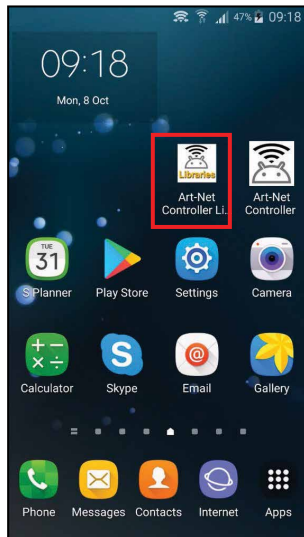 47% 09:18
09:18
Mon, 8 Oct
Libraries
Art-Net
Controller Li..
Art-Net
Controller
TUE
31
S Planner
Play Store
Settings
Camera
Calculator
Skype
Email
Gallery
Phone
Messages
Contacts
Internet
Apps